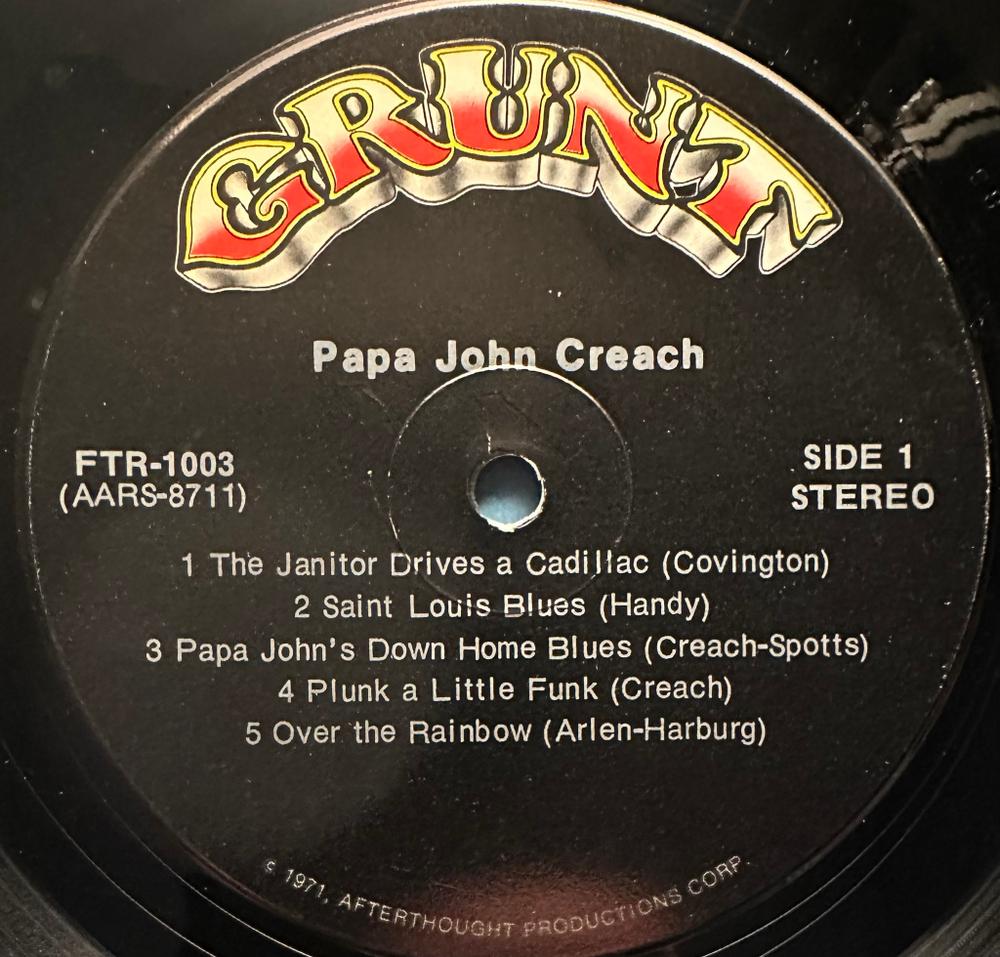 GRUNT
Papa John Creach
FTR-1003
(AARS-8711)
SIDE 1
STEREO
1 The Janitor Drives a Cadillac (Covington)
2 Saint Louis Blues (Handy)
3 Papa John's Down Home Blues (Creach-Spotts)
4 Plunk a Little Funk (Creach)
5 Over the Rainbow (Arlen-Harburg)
© 1971, AFTERTHOUGHT PRODUCTIONS CORP.